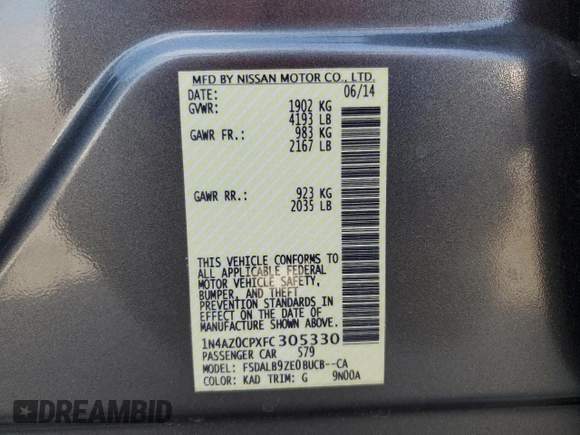 MFD BY NISSAN MOTOR CO., LTD.
DATE: 06/14
GVWR: 1902 KG
4193 LB
GAWR FR: 983 KG
2167 LB
GAWR RR.: 923 KG
2035 LB
THIS VEHICLE CONFORMS TO
ALL APPLICABLE FEDERAL
MOTOR VEHICLE SAFETY,
BUMPER, AND THEFT
PREVENTION STANDARDS IN
EFFECT ON THE DATE OF
MANUFACTURE SHOWN ABOVE.
1N4AZ0CPXFC305330
PASSENGER CAR 579
MODEL: FSDALB9ZE0BUCB--CA
COLOR: KAD TRIM: G 9N00A
DREAMBID